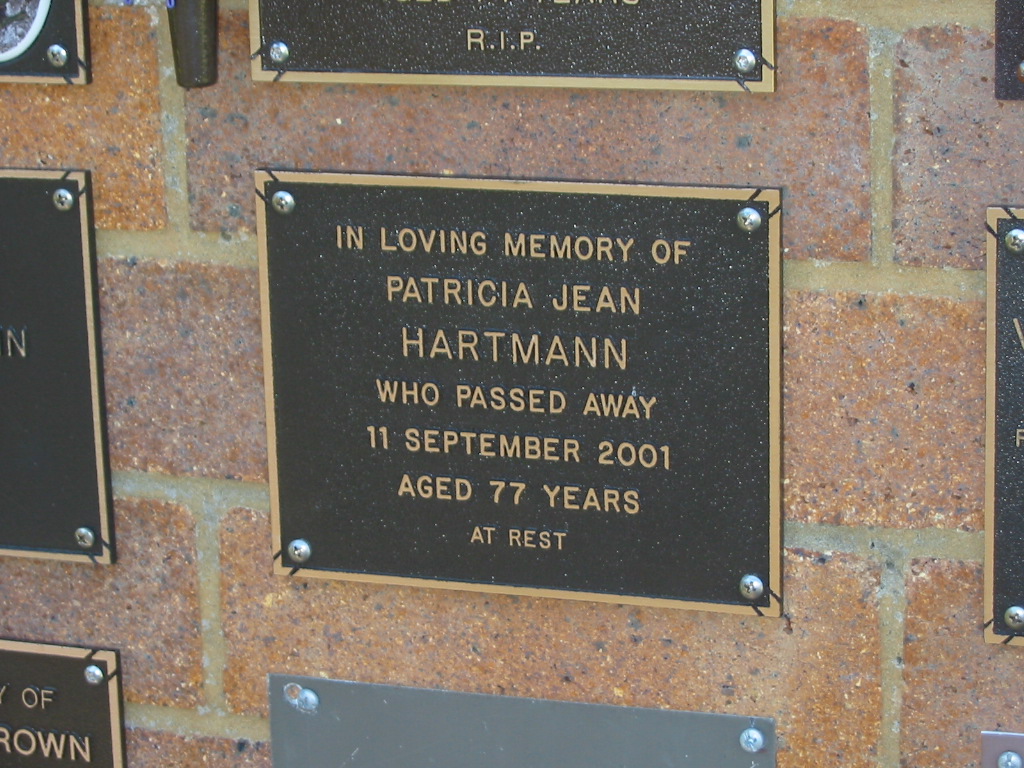 R.I.P.
IN LOVING MEMORY OF
PATRICIA JEAN
HARTMANN
WHO PASSED AWAY
11 SEPTEMBER 2001
AGED 77 YEARS
AT REST
OF